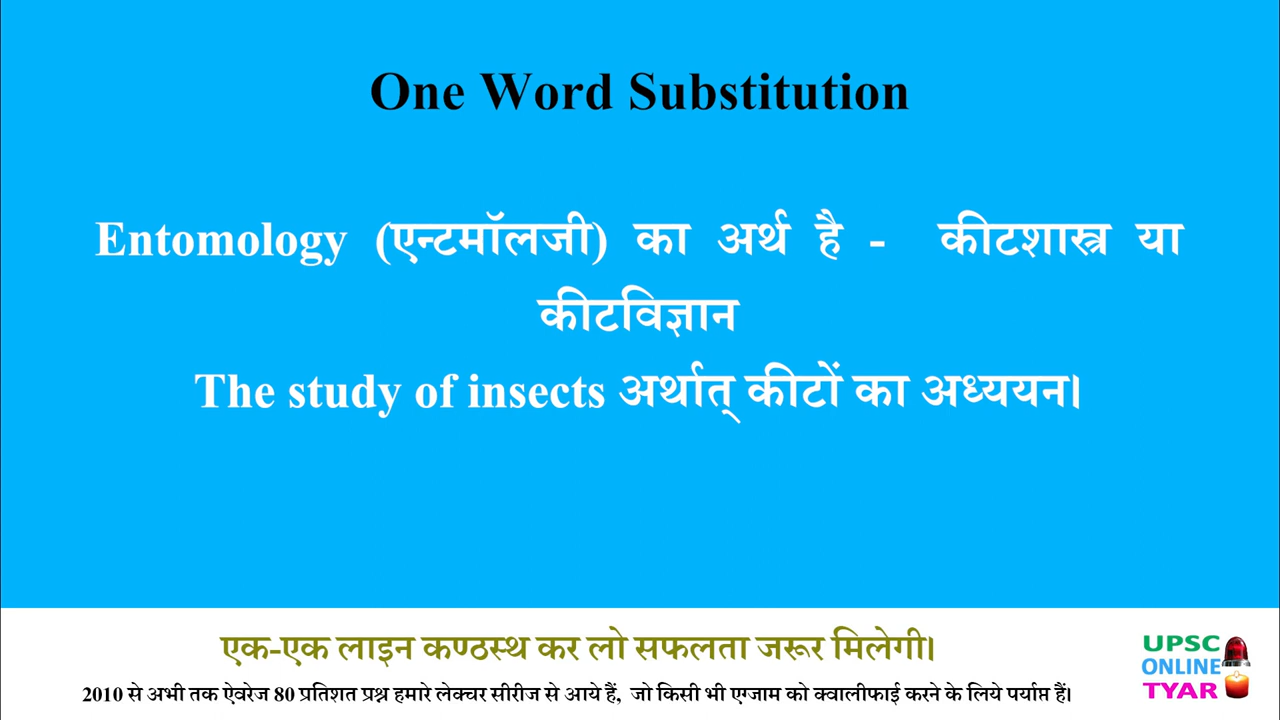 One Word Substitution
Entomology (एन्टमॉलजी) का अर्थ है - कीटशास्त्र या
कीटविज्ञान
The study of insects अर्थात् कीटों का अध्ययन।
एक-एक लाइन कण्ठस्थ कर लो सफलता जरूर मिलेगी।
2010 से अभी तक ऐवरेज 80 प्रतिशत प्रश्न हमारे लेक्चर सीरीज से आये हैं, जो किसी भी एग्जाम को क्वालीफाई करने के लिये पर्याप्त हैं।
UPSC
ONLINE
TYAR